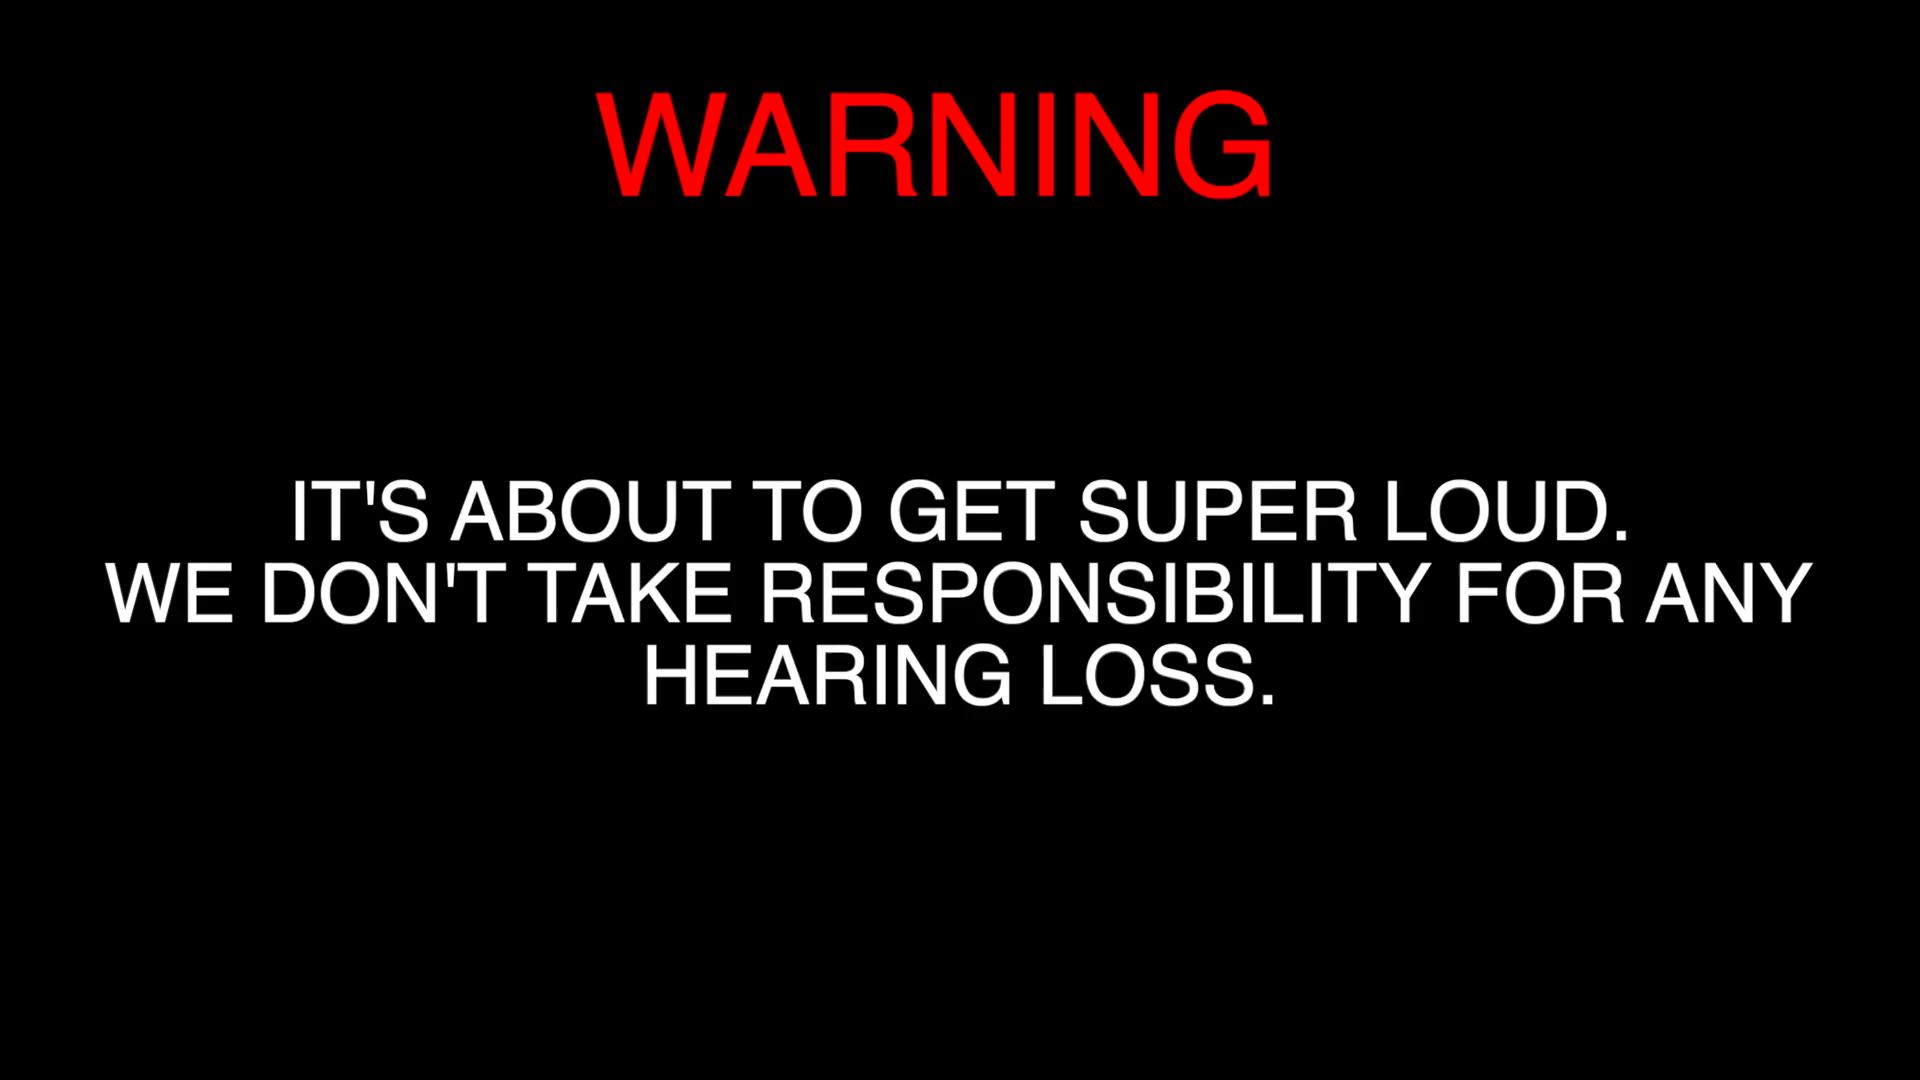 WARNING
IT'S ABOUT TO GET SUPER LOUD.
WE DON'T TAKE RESPONSIBILITY FOR ANY
HEARING LOSS.